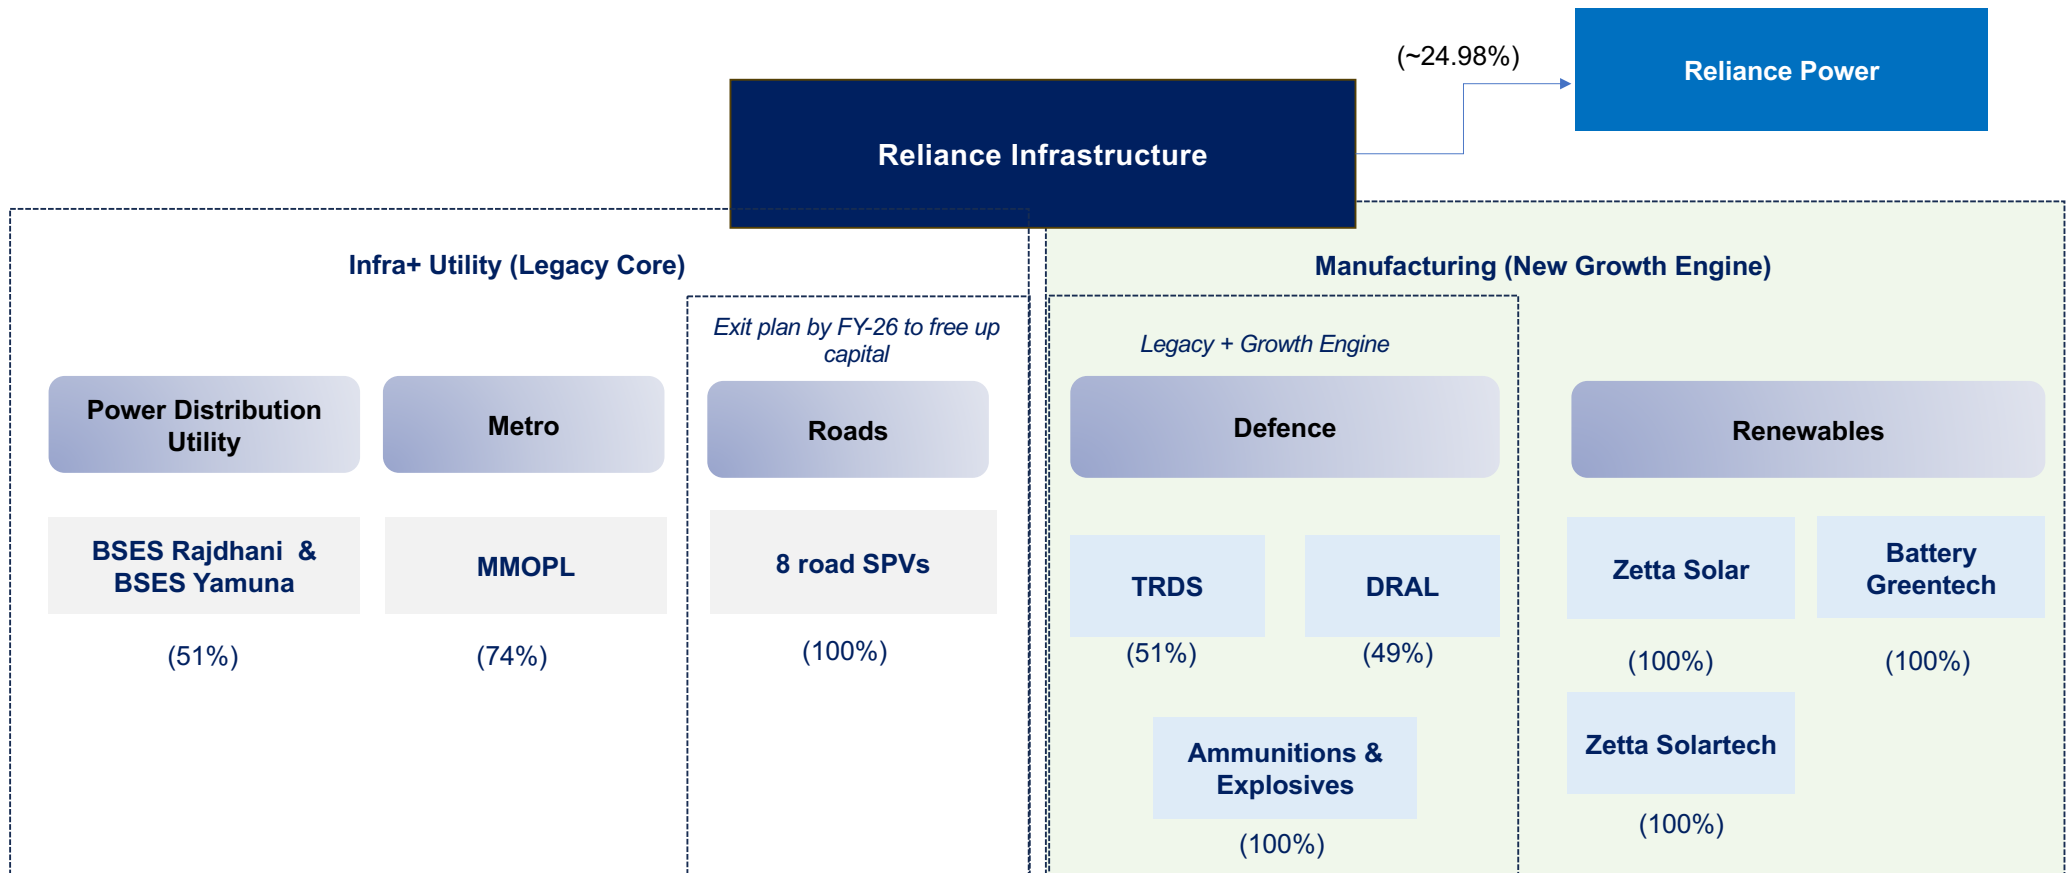 (~24.98%)
Reliance Power
Reliance Infrastructure
Infra+ Utility (Legacy Core)
Exit plan by FY-26 to free up
capital
Power Distribution
Utility
Metro
Roads
BSES Rajdhani &
BSES Yamuna
MMOPL
8 road SPVs
(51%)
(74%)
(100%)
Manufacturing (New Growth Engine)
Legacy + Growth Engine
Defence
Renewables
TRDS
DRAL
(51%)
(49%)
Ammunitions &
Explosives
(100%)
Zetta Solar
Battery
Greentech
(100%)
(100%)
Zetta Solartech
(100%)